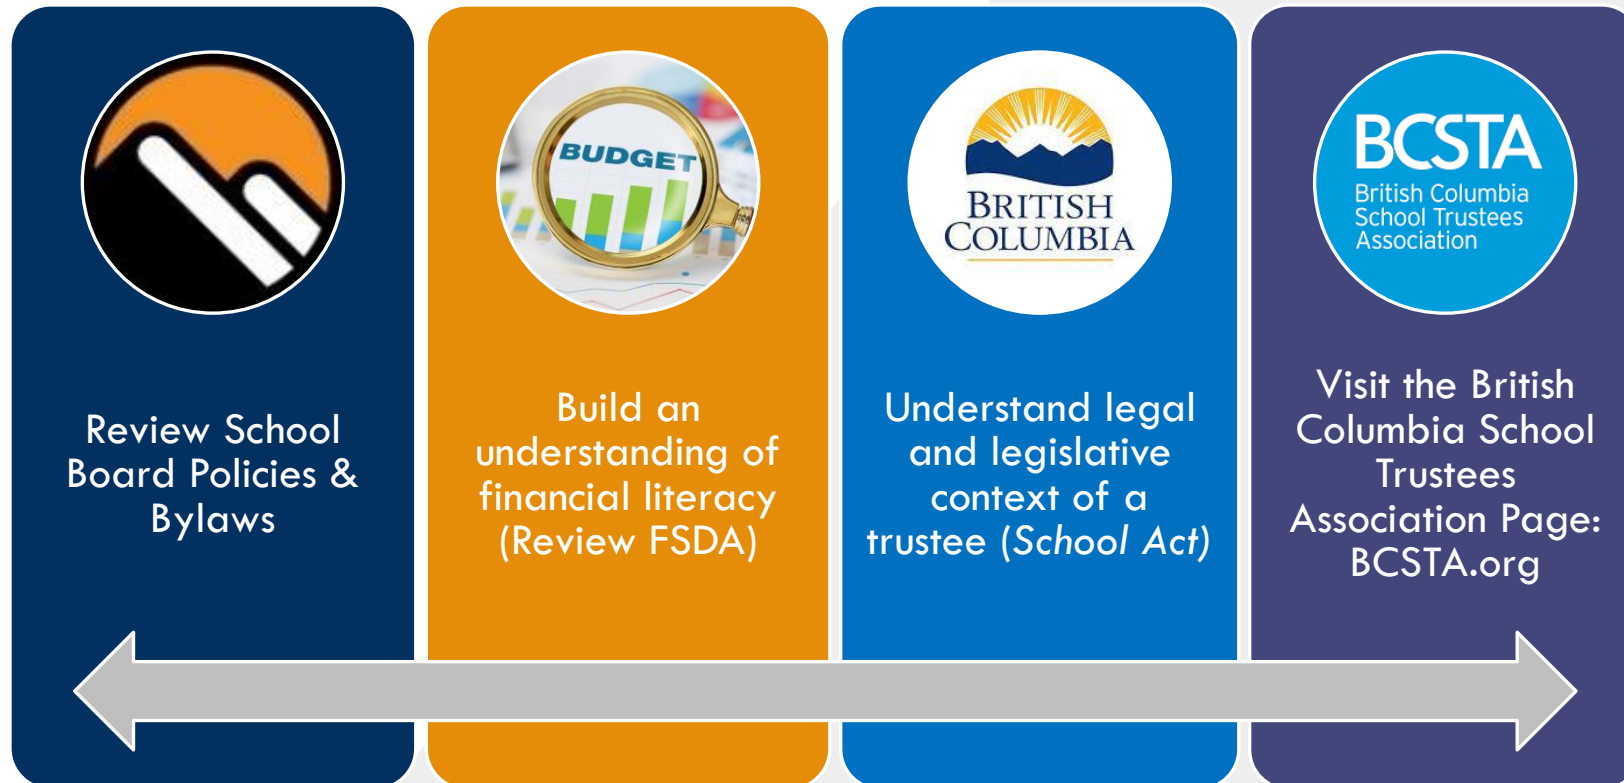 Review School
Board Policies &
Bylaws
BUDGET
Build an
understanding of
financial literacy
(Review FSDA)
BRITISH
COLUMBIA
Understand legal
and legislative
context of a
trustee (School Act)
BCSTA
British Columbia
School Trustees
Association
Visit the British
Columbia School
Trustees
Association Page:
BCSTA.org